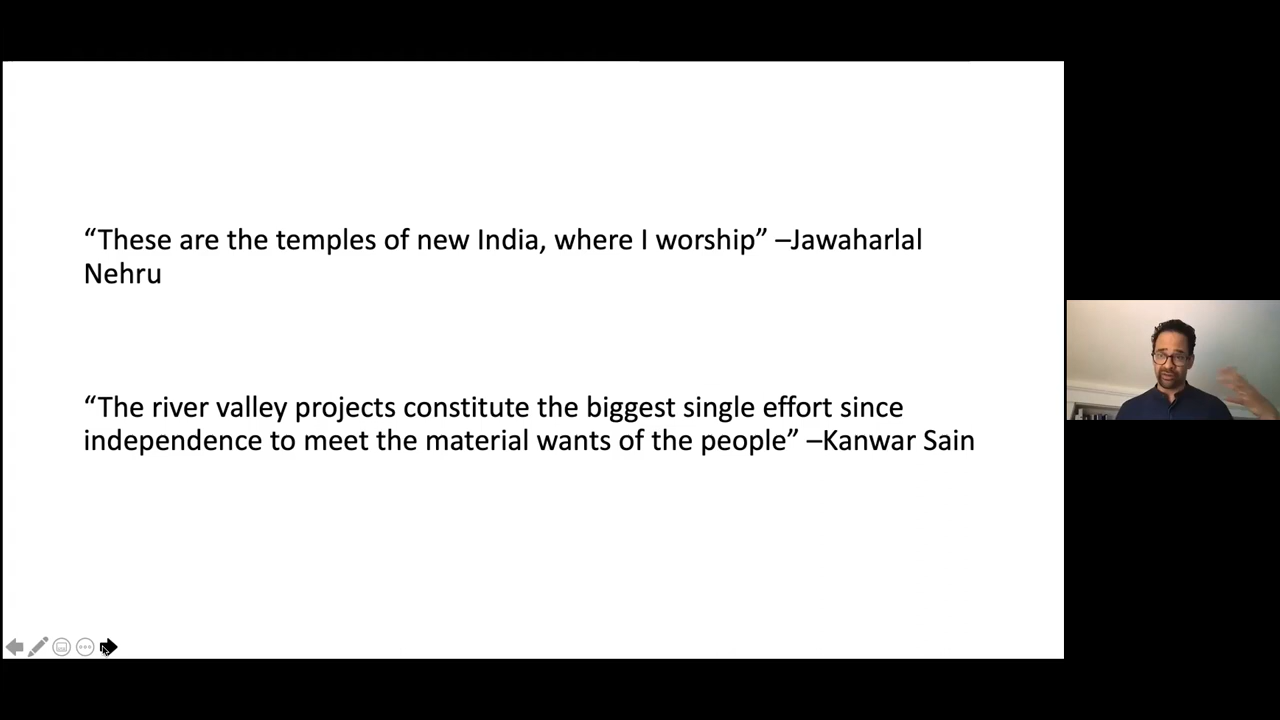 “These are the temples of new India, where I worship” –Jawaharlal
Nehru
“The river valley projects constitute the biggest single effort since
independence to meet the material wants of the people” –Kanwar Sain